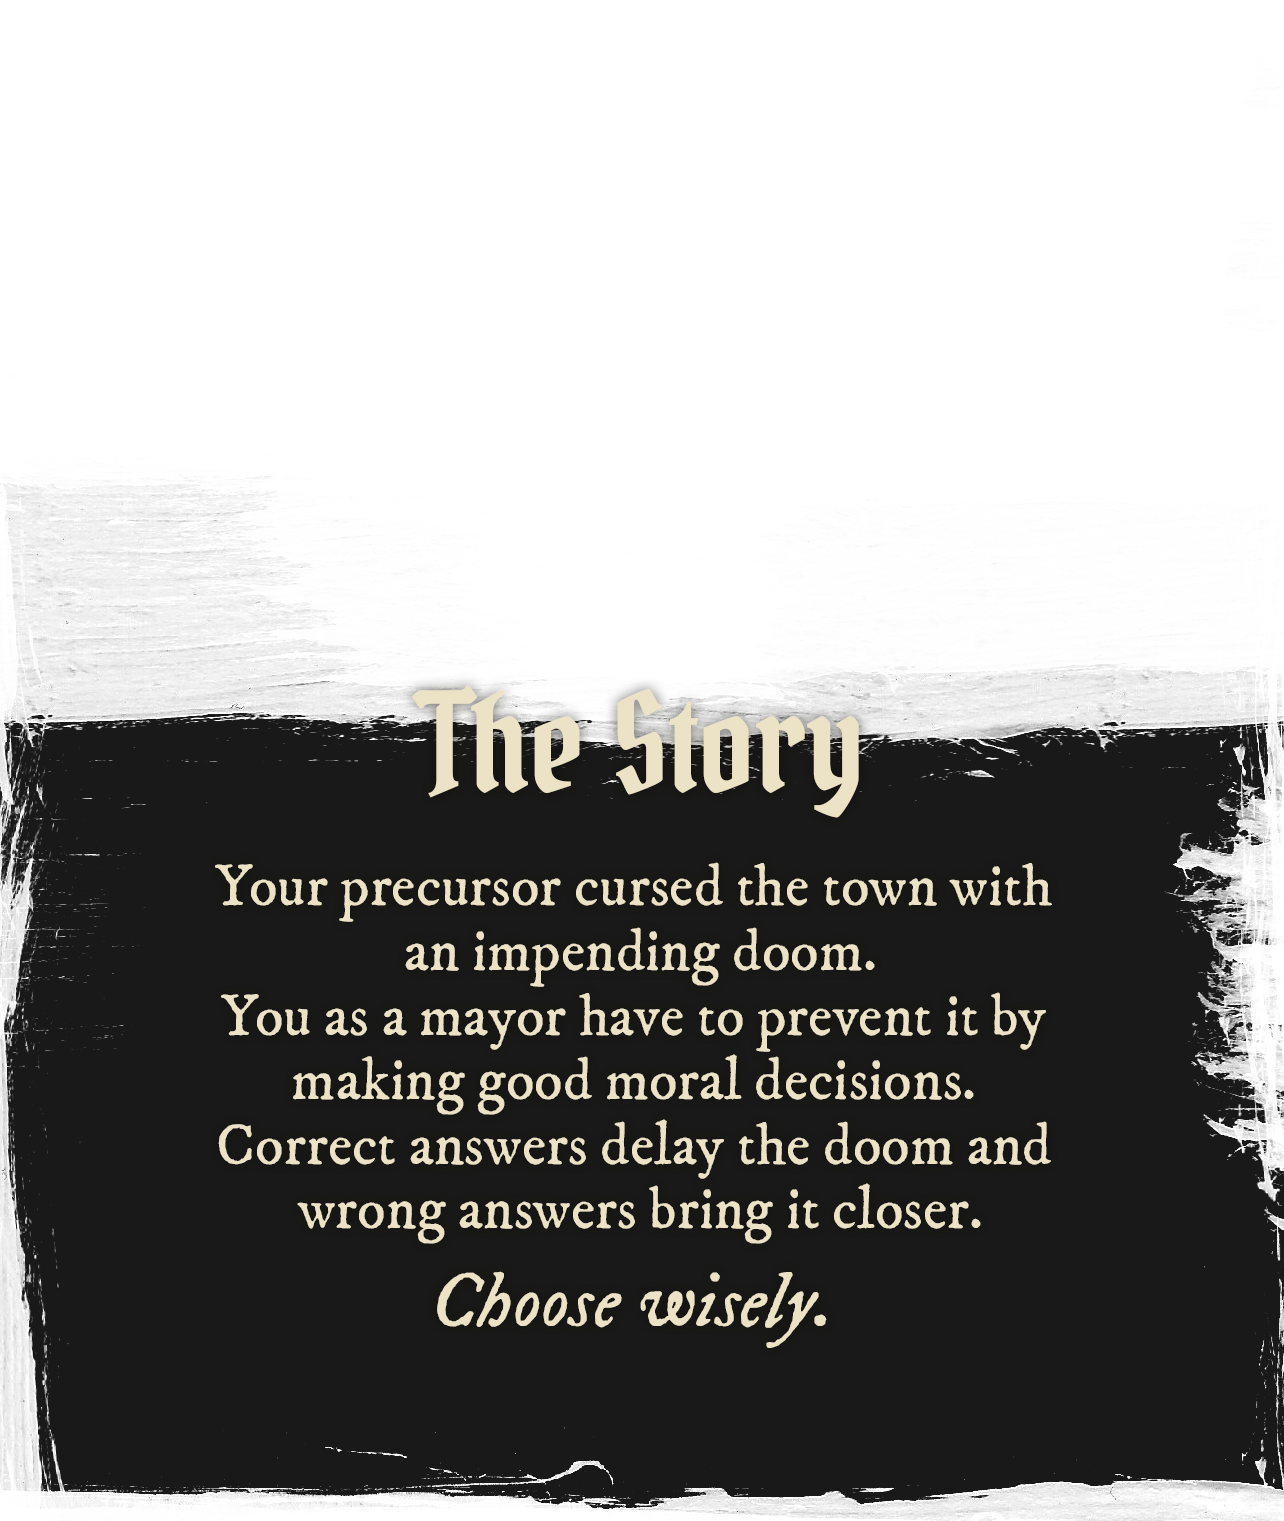 The Story
Your precursor cursed the town with
an impending doom.
You as a mayor have to prevent it by
making good moral decisions.
Correct answers delay the doom and
wrong answers bring it closer.
Choose wisely.